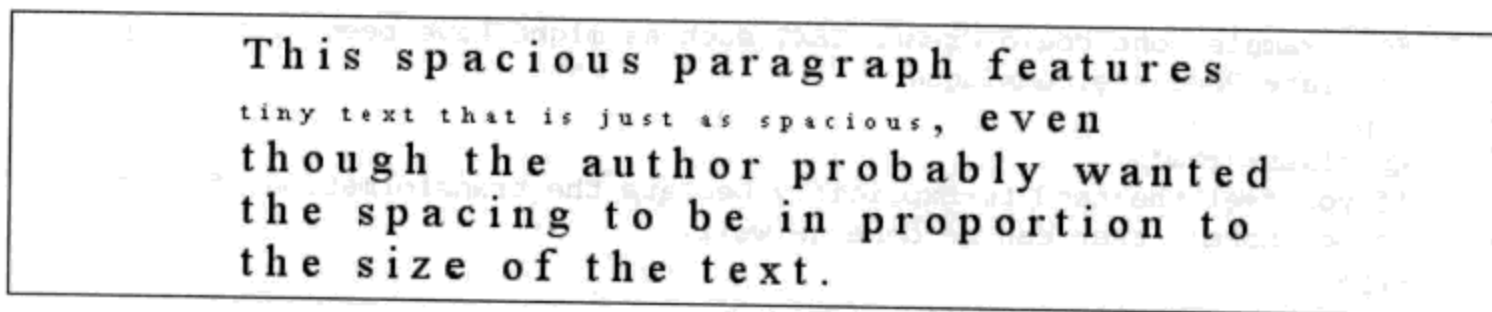 This spacious paragraph features
tiny text that is just as spacious, even
though the author probably wanted
the spacing to be in proportion to
the size of the text.